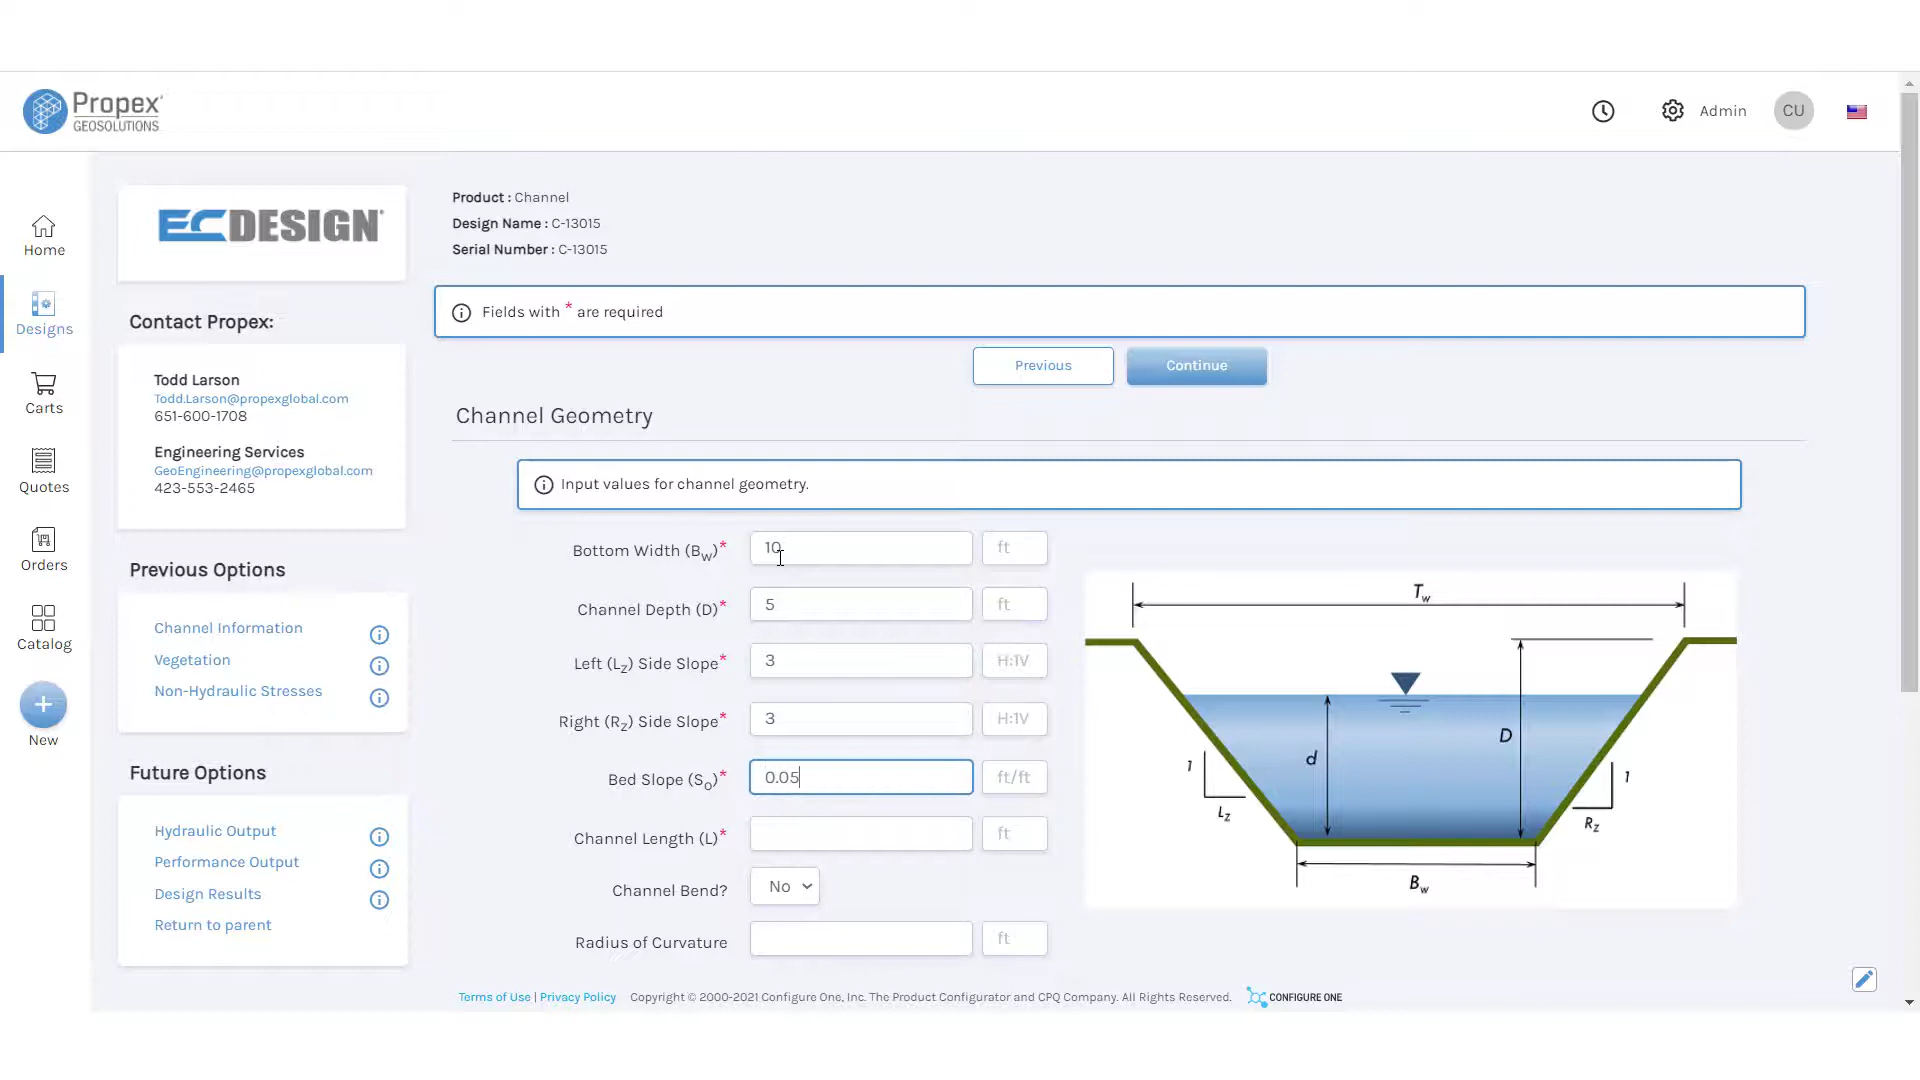 Propex
GEOSOLUTIONS
Admin
CU
Home
Designs
Carts
Quotes
Orders
Catalog
New
ECDESIGN®
Contact Propex:
Todd Larson
Todd.Larson@propexglobal.com
651-600-1708
Engineering Services
GeoEngineering@propexglobal.com
423-553-2465
Previous Options
Channel Information
Vegetation
Non-Hydraulic Stresses
Future Options
Hydraulic Output
Performance Output
Design Results
Return to parent
Product : Channel
Design Name : C-13015
Serial Number : C-13015
Fields with * are required
Previous
Continue
Channel Geometry
Input values for channel geometry.
Bottom Width (Bw)* 10 ft
Channel Depth (D)* 5 ft
Left (Lz) Side Slope* 3 H:1V
Right (Rz) Side Slope* 3 H:1V
Bed Slope (So)* 0.05 ft/ft
Channel Length (L)* ft
Channel Bend? No
Radius of Curvature ft
Tw
D
d
1
Lz
1
Rz
Bw
Terms of Use | Privacy Policy Copyright © 2000-2021 Configure One, Inc. The Product Configurator and CPQ Company. All Rights Reserved. CONFIGURE ONE